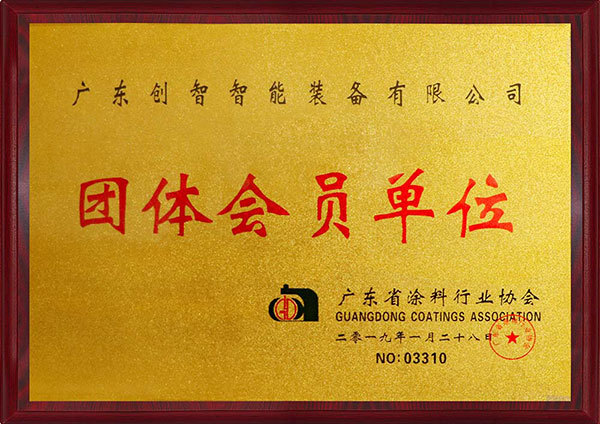 广东创智智能装备有限公司
团体会员单位
广东省涂料行业协会
GUANGDONG COATINGS ASSOCIATION
二零一九年一月二十八日
NO:03310